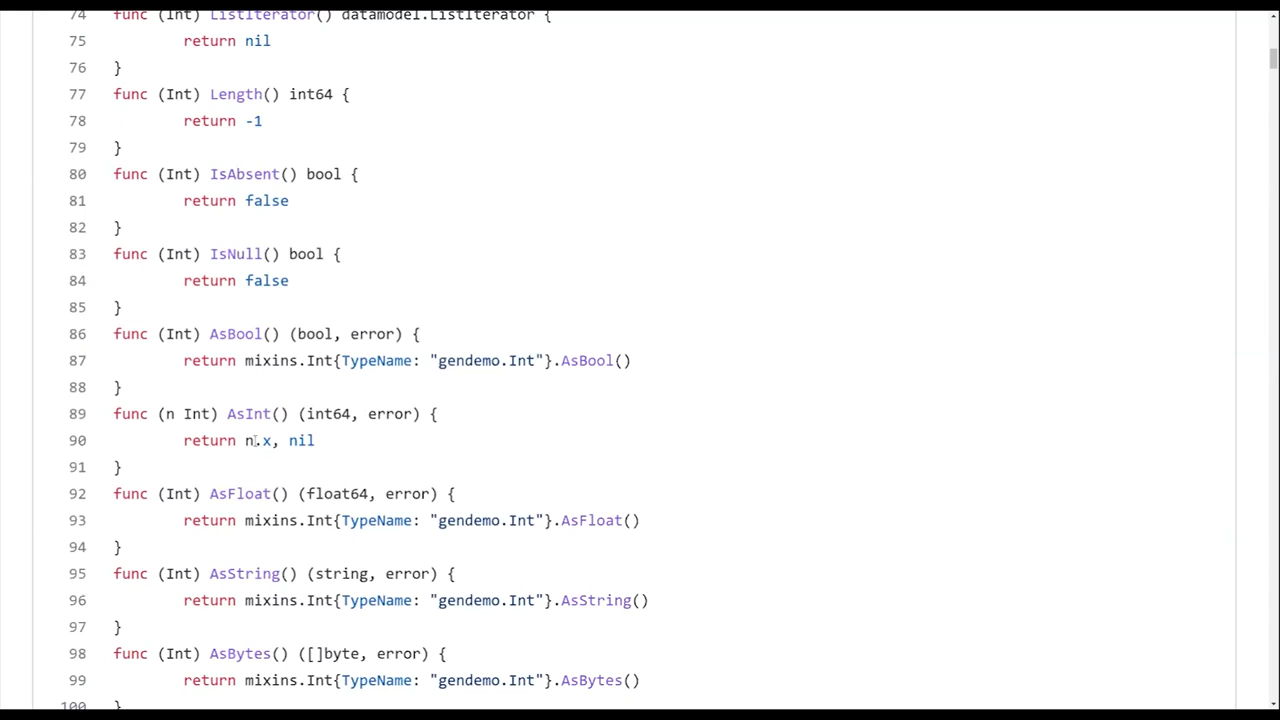 74 func (Int) ListIterator() datamodel.ListIterator {
75 return nil
76 }
77 func (Int) Length() int64 {
78 return -1
79 }
80 func (Int) IsAbsent() bool {
81 return false
82 }
83 func (Int) IsNull() bool {
84 return false
85 }
86 func (Int) AsBool() (bool, error) {
87 return mixins.Int{TypeName: "gendemo.Int"}.AsBool()
88 }
89 func (n Int) AsInt() (int64, error) {
90 return n.x, nil
91 }
92 func (Int) AsFloat() (float64, error) {
93 return mixins.Int{TypeName: "gendemo.Int"}.AsFloat()
94 }
95 func (Int) AsString() (string, error) {
96 return mixins.Int{TypeName: "gendemo.Int"}.AsString()
97 }
98 func (Int) AsBytes() ([]byte, error) {
99 return mixins.Int{TypeName: "gendemo.Int"}.AsBytes()
100 }